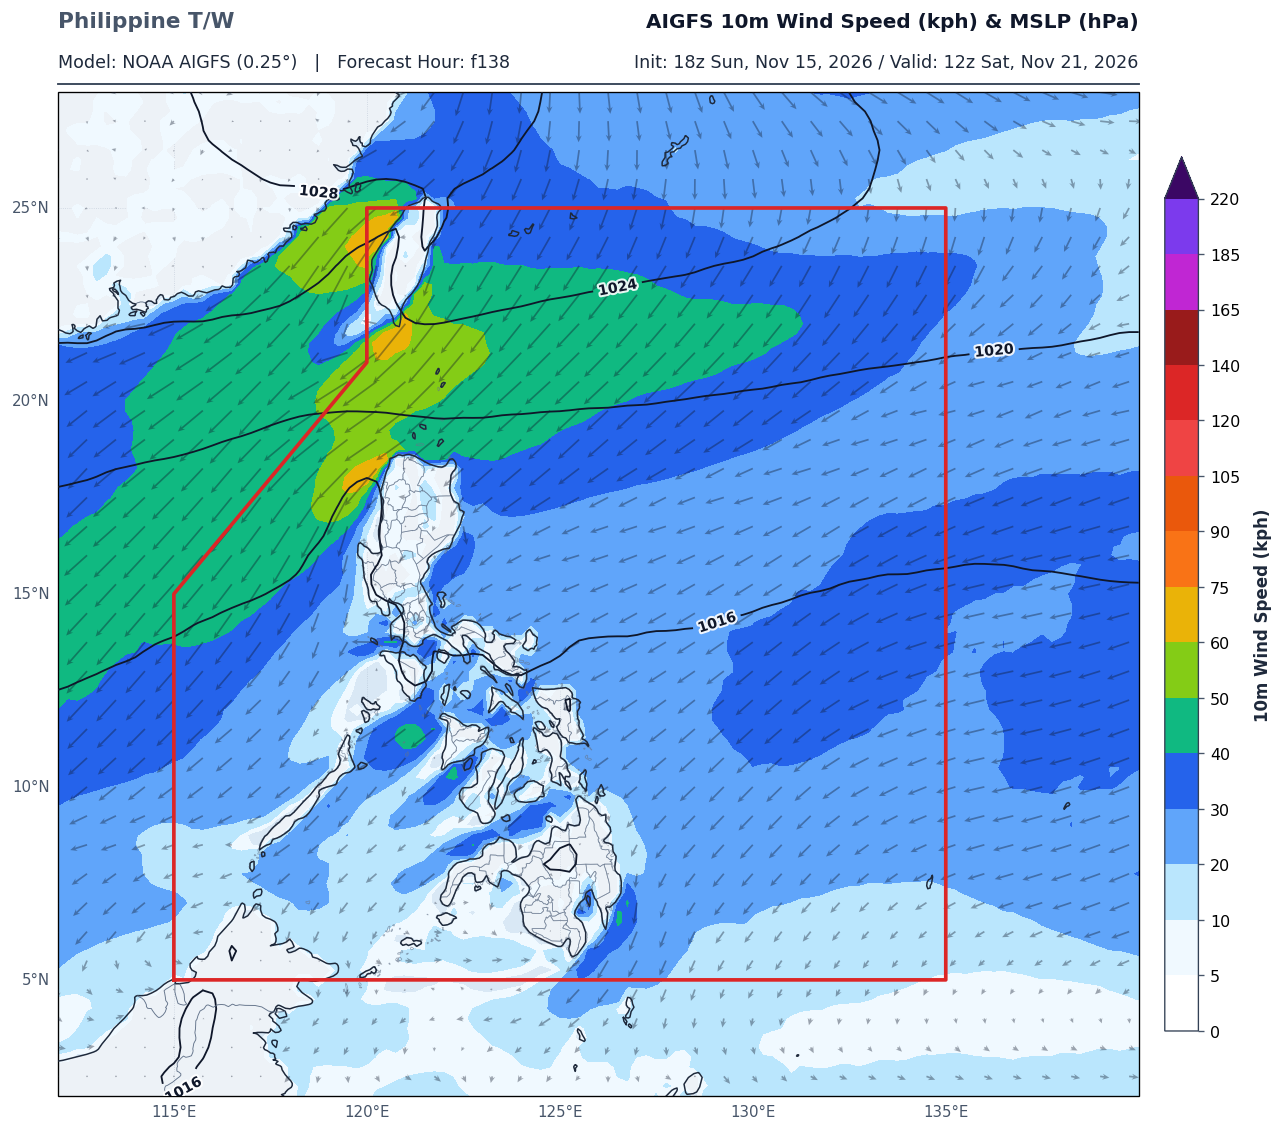 Philippine T/W
AIGFS 10m Wind Speed (kph) & MSLP (hPa)
Model: NOAA AIGFS (0.25°)   |   Forecast Hour: f138
Init: 18z Sun, Nov 15, 2026 / Valid: 12z Sat, Nov 21, 2026
1028
1024
1020
1016
1016
25°N
20°N
15°N
10°N
5°N
115°E
120°E
125°E
130°E
135°E
220
185
165
140
120
105
90
75
60
50
40
30
20
10
5
0
10m Wind Speed (kph)